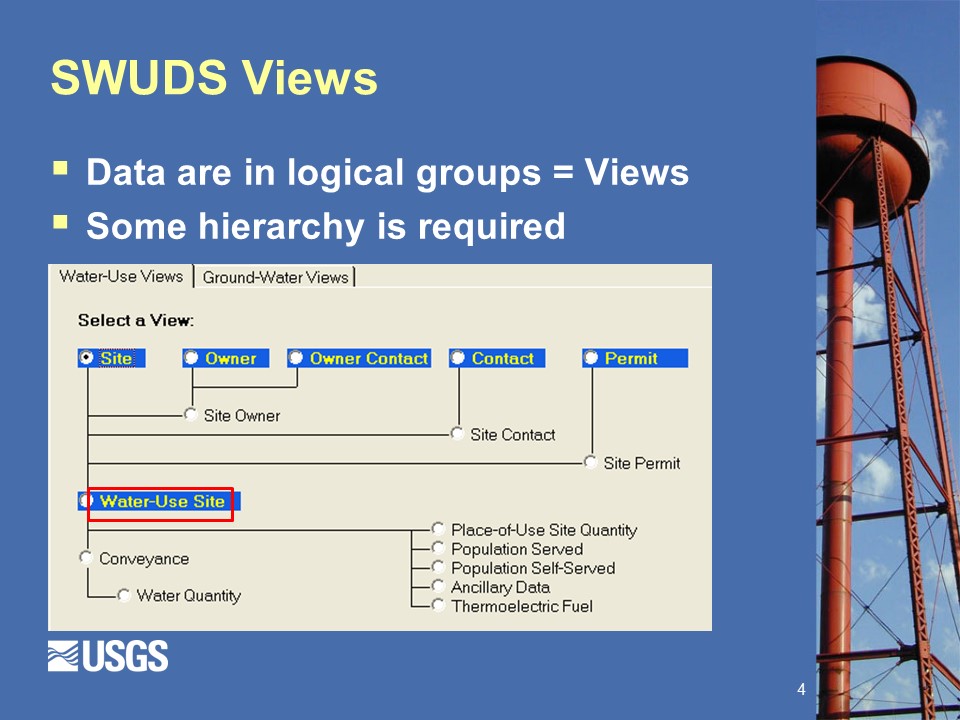 SWUDS Views
Data are in logical groups = Views
Some hierarchy is required
Water-Use Views Ground-Water Views
Select a View:
Site Owner Owner Contact Contact Permit
Site Owner
Site Contact
Site Permit
Water-Use Site
Place-of-Use Site Quantity
Population Served
Conveyance
Population Self-Served
Ancillary Data
Water Quantity
Thermoelectric Fuel
USGS
4